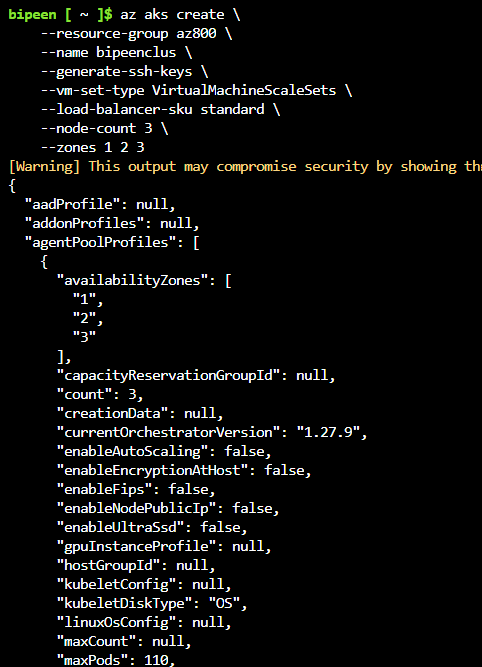 bipeen [ ~ ]$ az aks create \
    --resource-group az800 \
    --name bipeenclus \
    --generate-ssh-keys \
    --vm-set-type VirtualMachineScaleSets \
    --load-balancer-sku standard \
    --node-count 3 \
    --zones 1 2 3
[Warning] This output may compromise security by showing
{
  "aadProfile": null,
  "addonProfiles": null,
  "agentPoolProfiles": [
    {
      "availabilityZones": [
        "1",
        "2",
        "3"
      ],
      "capacityReservationGroupId": null,
      "count": 3,
      "creationData": null,
      "currentOrchestratorVersion": "1.27.9",
      "enableAutoScaling": false,
      "enableEncryptionAtHost": false,
      "enableFips": false,
      "enableNodePublicIp": false,
      "enableUltraSsd": false,
      "gpuInstanceProfile": null,
      "hostGroupId": null,
      "kubeletConfig": null,
      "kubeletDiskType": "OS",
      "linuxOsConfig": null,
      "maxCount": null,
      "maxPods": 110,